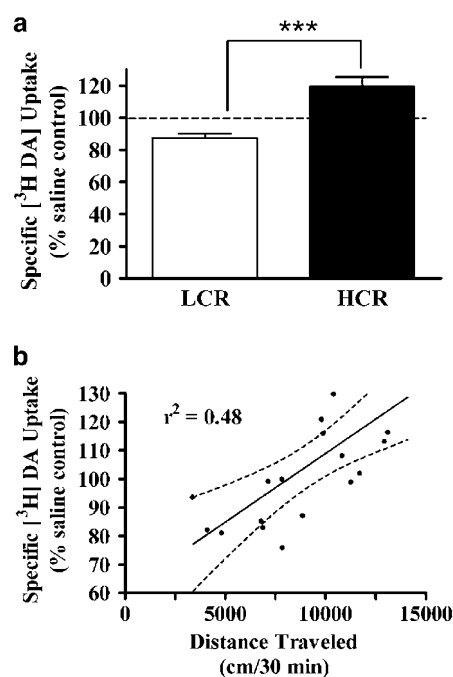 a
***
Specific [³H DA] Uptake
(% saline control)
120
100
80
60
40
20
0
LCR
HCR
b
Specific [³H] DA Uptake
(% saline control)
130
120
110
100
90
80
70
60
r² = 0.48
0
5000
10000
15000
Distance Traveled
(cm/30 min)